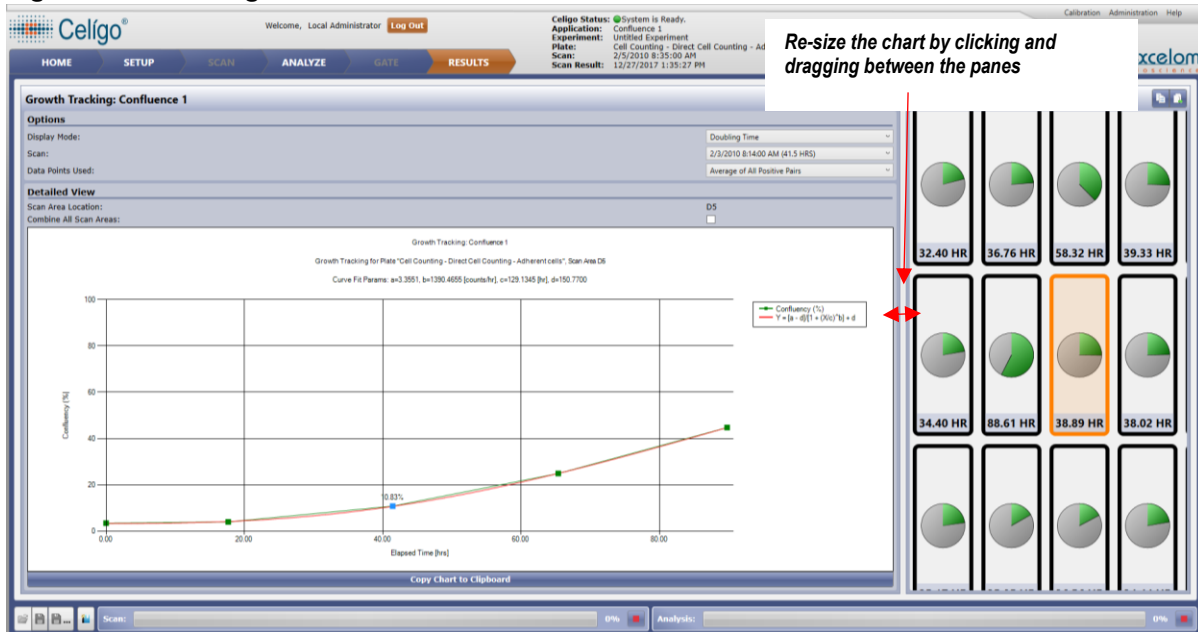 Calibration Administration Help
Celígo®
Welcome, Local Administrator Log Out
Celigo Status: System is Ready.
Application: Confluence 1
Experiment: Untitled Experiment
Plate: Cell Counting - Direct Cell Counting - Ad
Scan: 2/5/2010 8:35:00 AM
Scan Result: 12/27/2017 1:35:27 PM
Re-size the chart by clicking and
dragging between the panes
xcelom
HOME SETUP SCAN ANALYZE GATE RESULTS
Growth Tracking: Confluence 1
Options
Display Mode: Doubling Time
Scan: 2/3/2010 8:14:00 AM (41.5 HRS)
Data Points Used: Average of All Positive Pairs
Detailed View
Scan Area Location: D5
Combine All Scan Areas:
Growth Tracking: Confluence 1
Growth Tracking for Plate "Cell Counting - Direct Cell Counting - Adherent cells", Scan Area D5
Curve Fit Params: a=3.3551, b=1390.4655 [counts/hr], c=129.1345 [hr], d=150.7700
Confluency (%)
Y = [a - d]/[1 + (X/c)^b] + d
100
80
60
40
20
0
Confluency (%)
10.83%
0.00 20.00 40.00 60.00 80.00
Elapsed Time [hrs]
Copy Chart to Clipboard
32.40 HR 36.76 HR 58.32 HR 39.33 HR
34.40 HR 88.61 HR 38.89 HR 38.02 HR
Scan: 0% Analysis: 0%